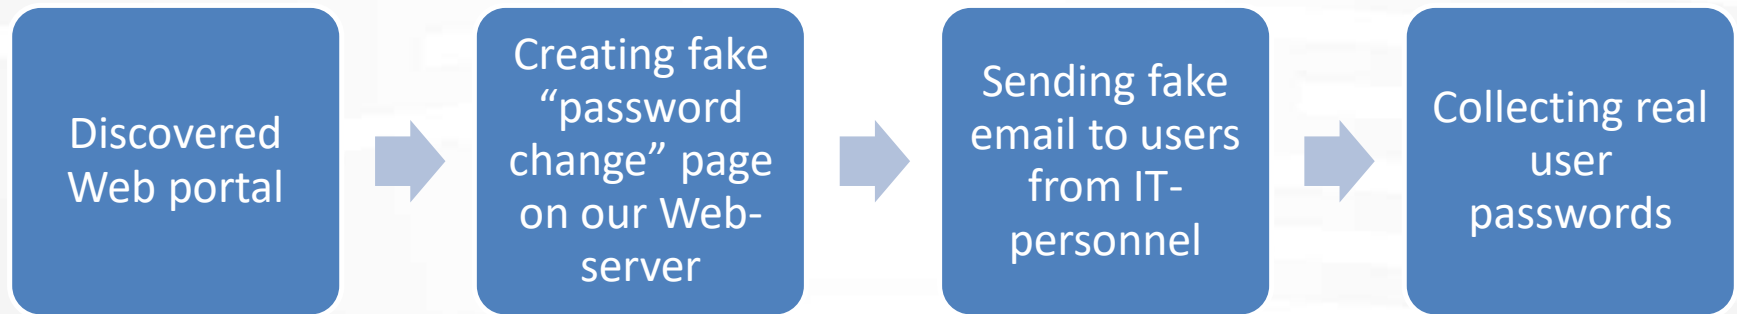 Discovered
Web portal
Creating fake
“password
change” page
on our Web-
server
Sending fake
email to users
from IT-
personnel
Collecting real
user
passwords